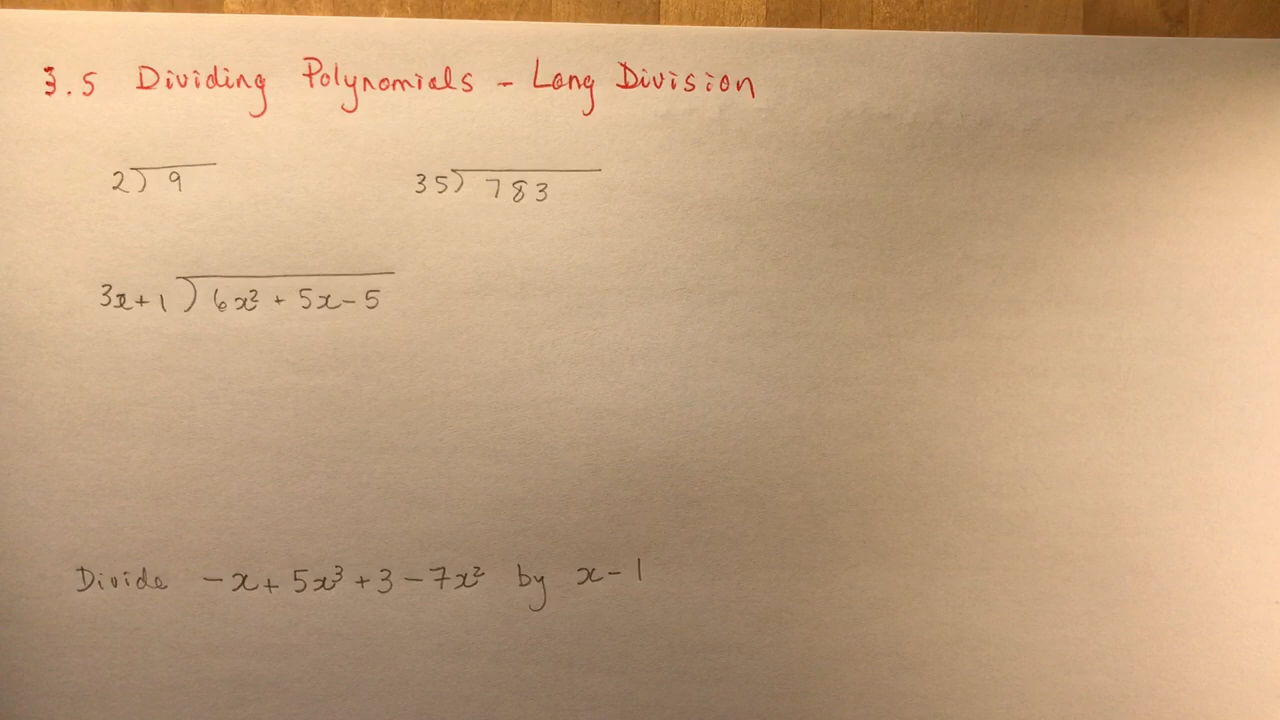 3.5 Dividing Polynomials - Long Division
2) 9 35) 783
3x+1 ) 6x² + 5x - 5
Divide -x + 5x³ + 3 - 7x² by x - 1